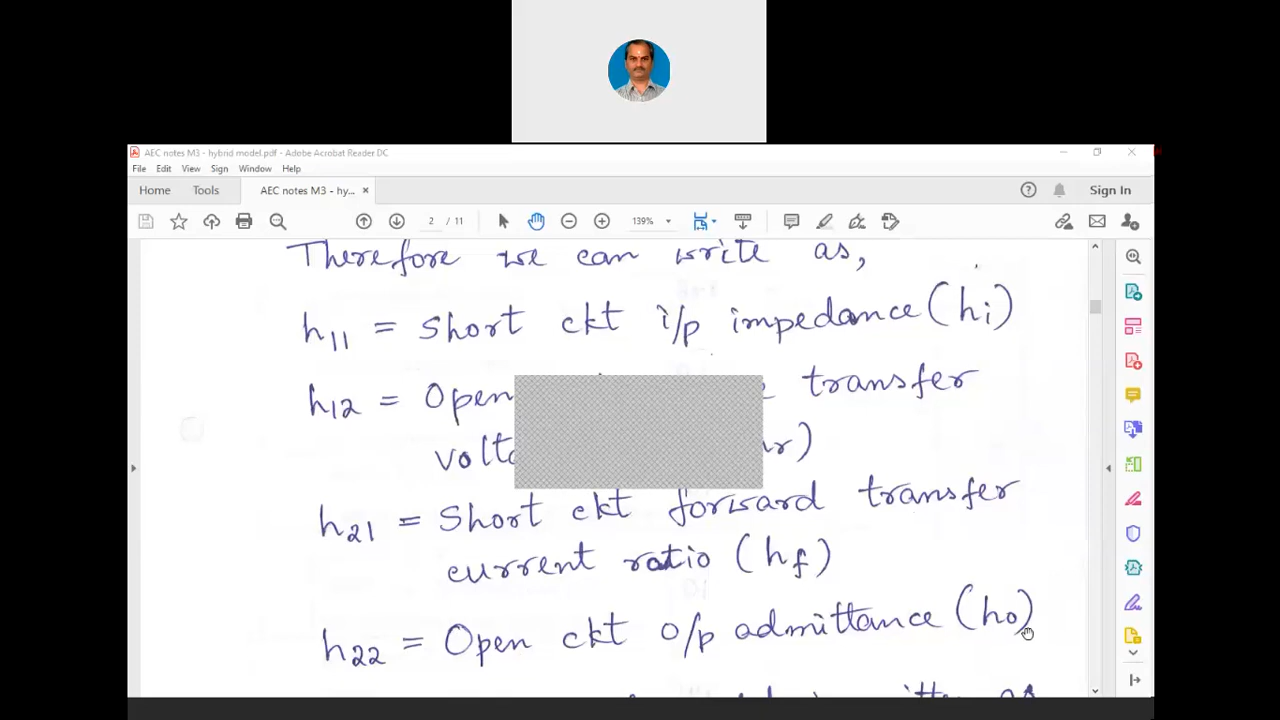 AEC notes M3 - hybrid model.pdf - Adobe Acrobat Reader DC
File Edit View Sign Window Help
Home Tools AEC notes M3 - hy... × Sign In
2 / 11 139%
Therefore we can write as,
h11 = Short ckt i/p impedance (hi)
h12 = Open transfer
h21 = Short ckt forward transfer
current ratio (hf)
h22 = Open ckt o/p admittance (ho)